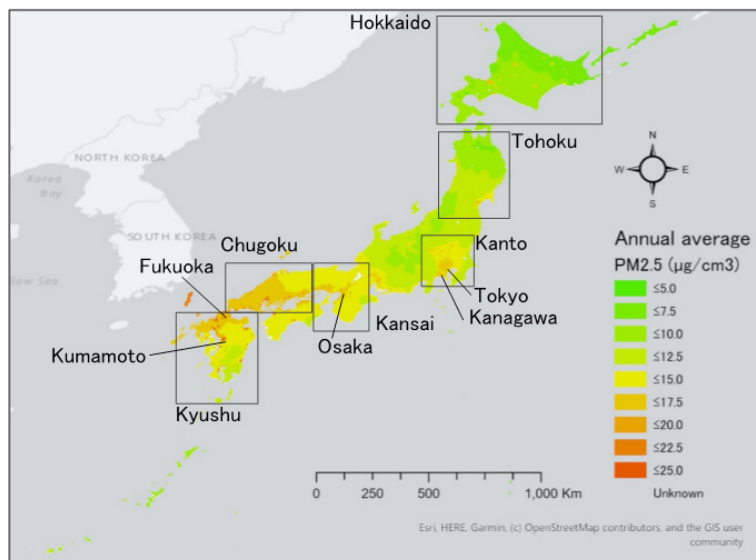 Hokkaido
Tohoku
NORTH KOREA
Korea
Bay
SOUTH KOREA
Chugoku
Kanto
Annual average
PM2.5 (μg/cm3)
Fukuoka
Tokyo
Kanagawa
Kansai
Osaka
Kumamoto
Kyushu
N
W
E
S
≤5.0
≤7.5
≤10.0
≤12.5
≤15.0
≤17.5
≤20.0
≤22.5
≤25.0
Unknown
0 250 500 1,000 Km
Esri, HERE, Garmin, (c) OpenStreetMap contributors, and the GIS user
community